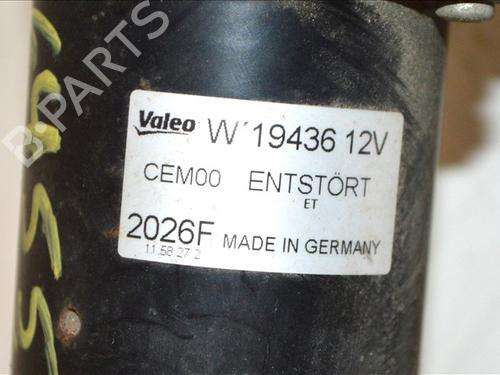 B-PARTS
Valeo W 19436 12V
CEM00 ENTSTÖRT
ET
2026F MADE IN GERMANY
11 58 27 2